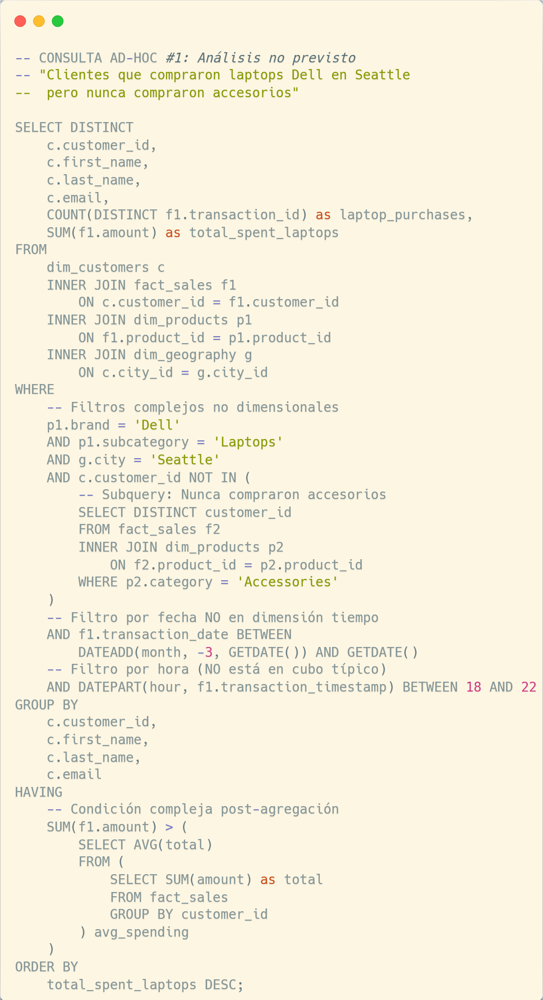 -- CONSULTA AD-HOC #1: Análisis no previsto
-- "Clientes que compraron laptops Dell en Seattle
--  pero nunca compraron accesorios"

SELECT DISTINCT
    c.customer_id,
    c.first_name,
    c.last_name,
    c.email,
    COUNT(DISTINCT f1.transaction_id) as laptop_purchases,
    SUM(f1.amount) as total_spent_laptops
FROM
    dim_customers c
    INNER JOIN fact_sales f1
        ON c.customer_id = f1.customer_id
    INNER JOIN dim_products p1
        ON f1.product_id = p1.product_id
    INNER JOIN dim_geography g
        ON c.city_id = g.city_id
WHERE
    -- Filtros complejos no dimensionales
    p1.brand = 'Dell'
    AND p1.subcategory = 'Laptops'
    AND g.city = 'Seattle'
    AND c.customer_id NOT IN (
        -- Subquery: Nunca compraron accesorios
        SELECT DISTINCT customer_id
        FROM fact_sales f2
        INNER JOIN dim_products p2
            ON f2.product_id = p2.product_id
        WHERE p2.category = 'Accessories'
    )
    -- Filtro por fecha NO en dimensión tiempo
    AND f1.transaction_date BETWEEN
        DATEADD(month, -3, GETDATE()) AND GETDATE()
    -- Filtro por hora (NO está en cubo típico)
    AND DATEPART(hour, f1.transaction_timestamp) BETWEEN 18 AND 22
GROUP BY
    c.customer_id,
    c.first_name,
    c.last_name,
    c.email
HAVING
    -- Condición compleja post-agregación
    SUM(f1.amount) > (
        SELECT AVG(total)
        FROM (
            SELECT SUM(amount) as total
            FROM fact_sales
            GROUP BY customer_id
        ) avg_spending
    )
ORDER BY
    total_spent_laptops DESC;